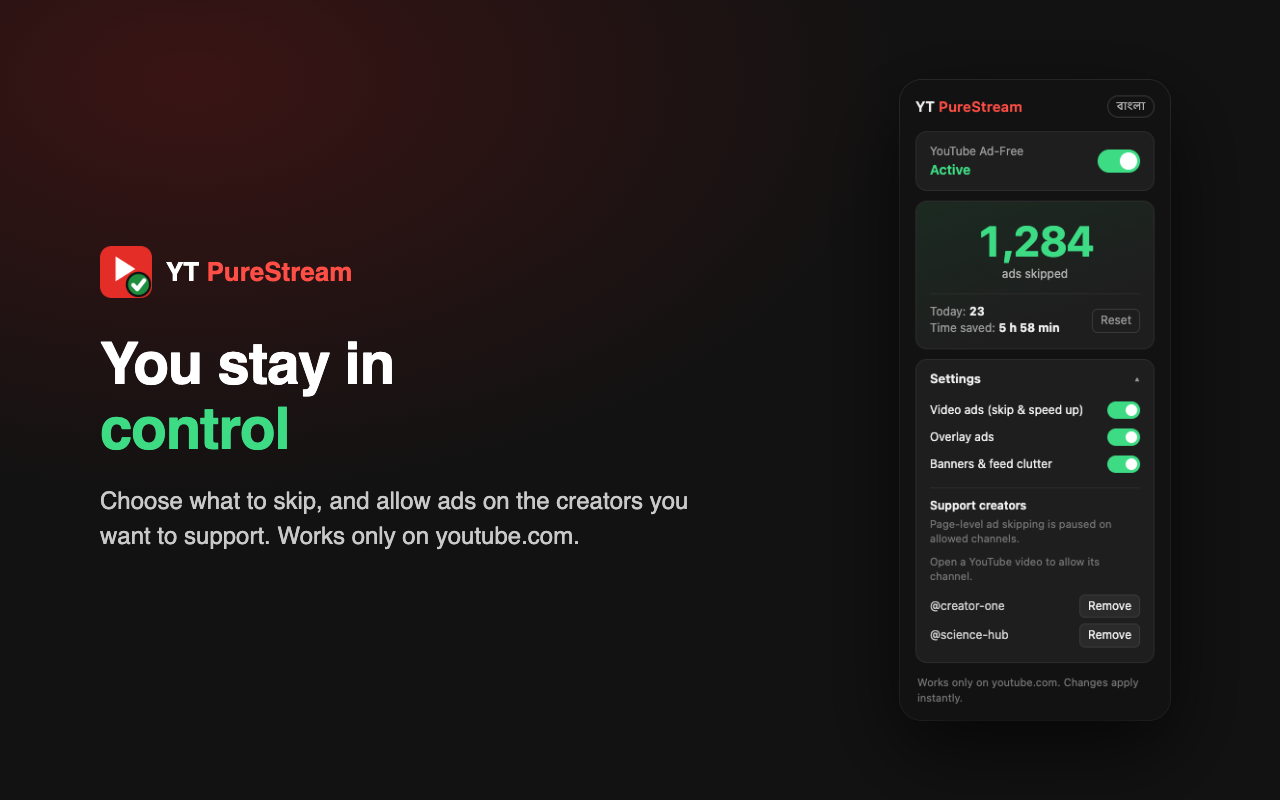 YT PureStream
You stay in
control
Choose what to skip, and allow ads on the creators you
want to support. Works only on youtube.com.
YT PureStream
বাংলা
YouTube Ad-Free
Active
1,284
ads skipped
Today: 23
Time saved: 5 h 58 min
Reset
Settings
Video ads (skip & speed up)
Overlay ads
Banners & feed clutter
Support creators
Page-level ad skipping is paused on
allowed channels.
Open a YouTube video to allow its
channel.
@creator-one
Remove
@science-hub
Remove
Works only on youtube.com. Changes apply
instantly.